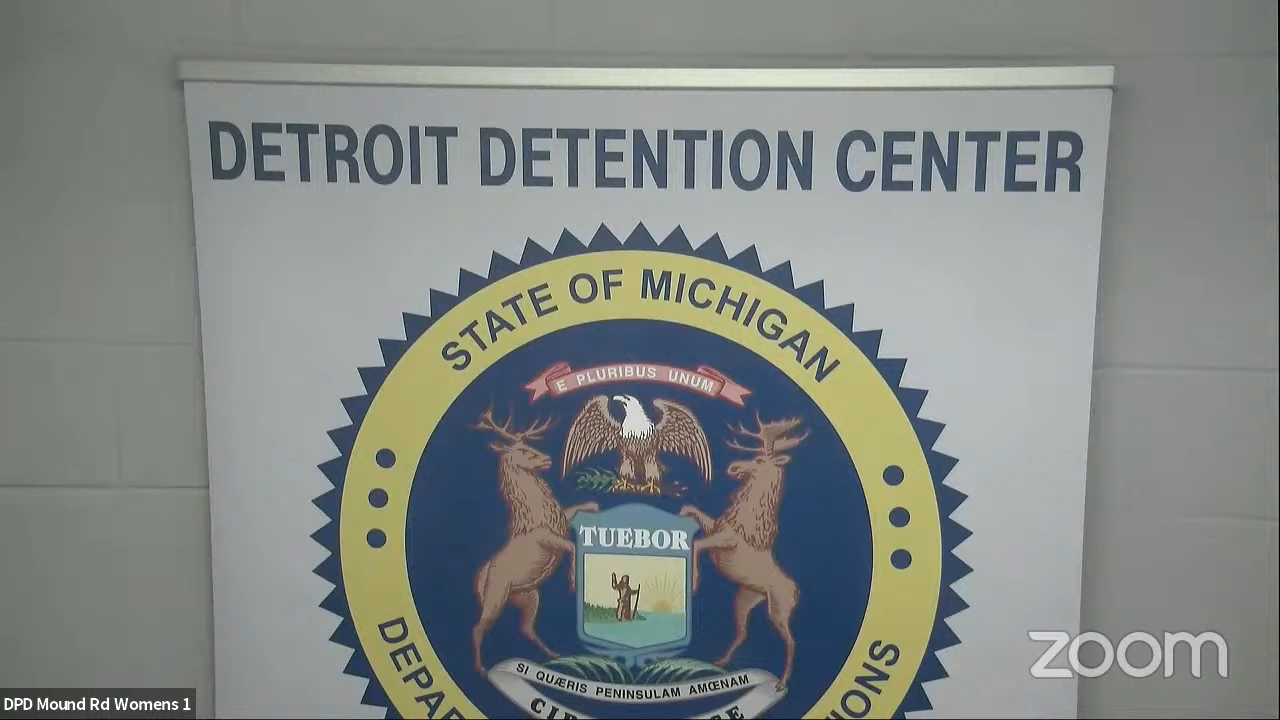 DETROIT DETENTION CENTER
STATE OF MICHIGAN
E PLURIBUS UNUM
TUEBOR
SI QUÆRIS PENINSULAM AMŒNAM
zoom
DPD Mound Rd Womens 1